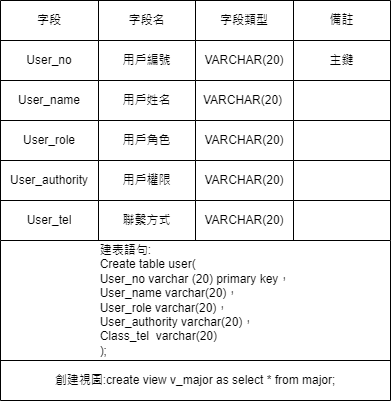 字段 字段名 字段類型 備註
User_no 用戶編號 VARCHAR(20) 主鍵
User_name 用戶姓名 VARCHAR(20)
User_role 用戶角色 VARCHAR(20)
User_authority 用戶權限 VARCHAR(20)
User_tel 聯繫方式 VARCHAR(20)
建表語句:
Create table user(
User_no varchar (20) primary key，
User_name varchar(20)，
User_role varchar(20)，
User_authority varchar(20)，
Class_tel varchar(20)
);
創建視圖:create view v_major as select * from major;